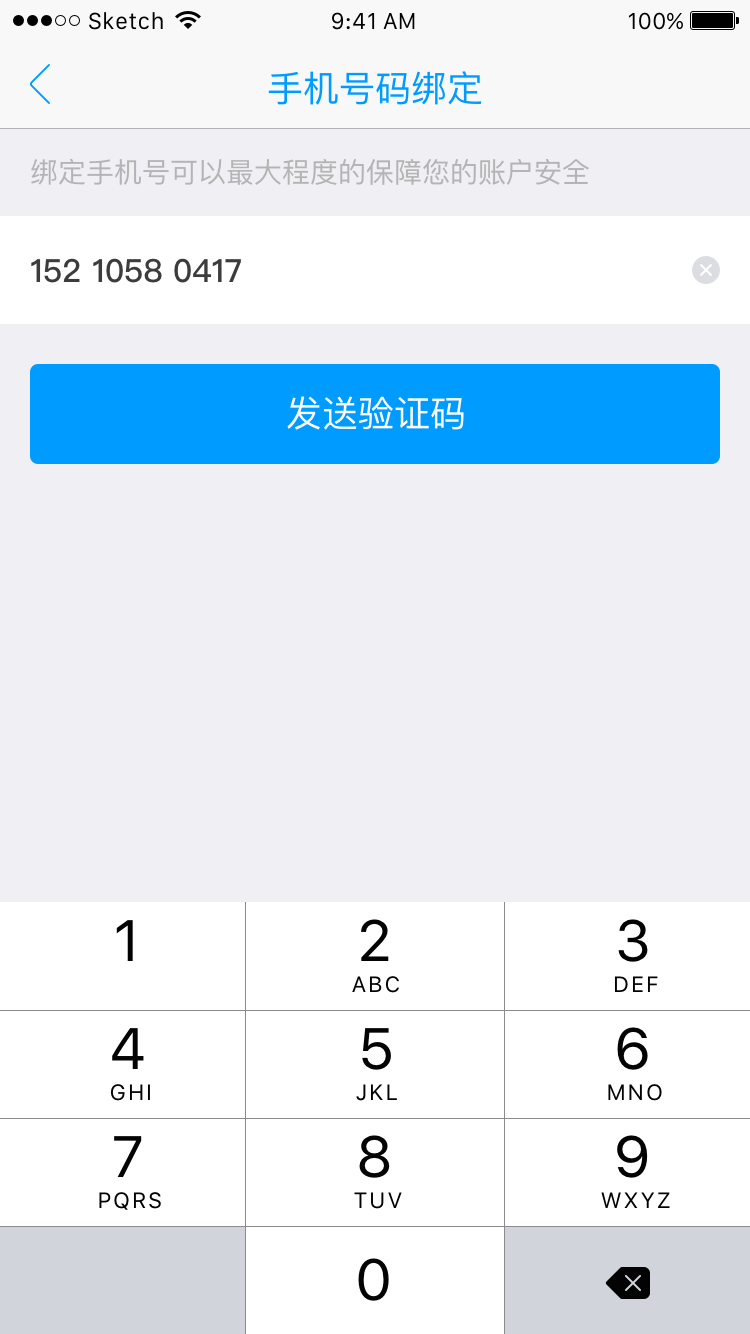 Sketch 9:41 AM 100%
手机号码绑定
绑定手机号可以最大程度的保障您的账户安全
152 1058 0417
发送验证码
1 2 3
ABC DEF
4 5 6
GHI JKL MNO
7 8 9
PQRS TUV WXYZ
0